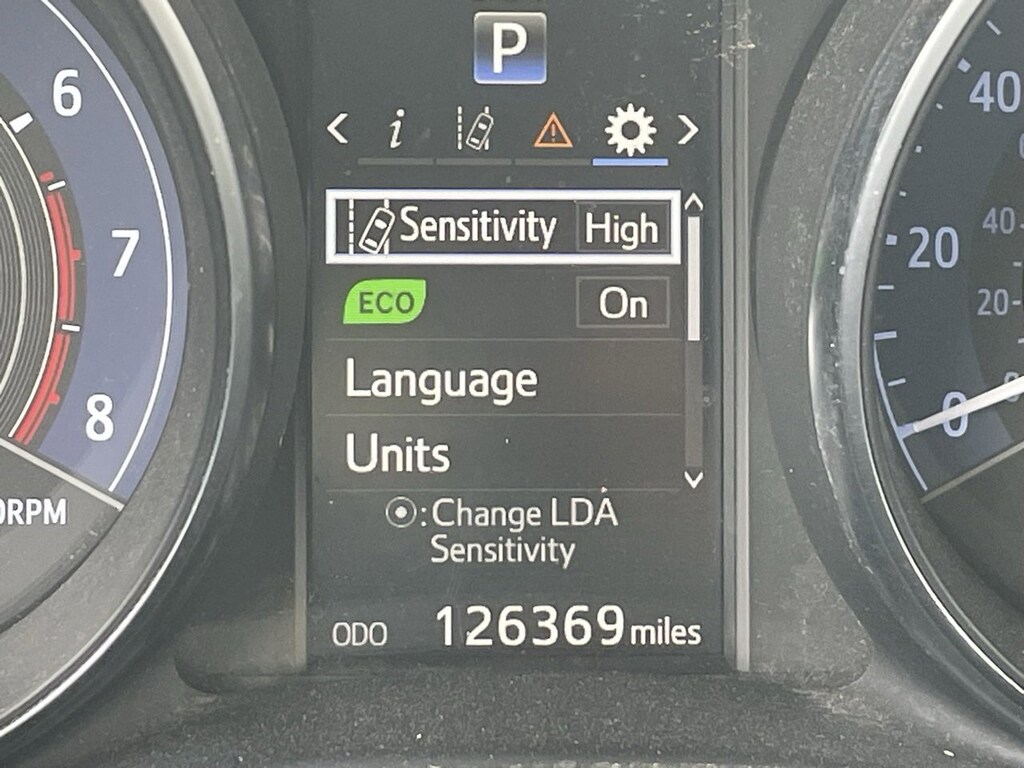 P
i
Sensitivity High
ECO On
Language
Units
: Change LDA
Sensitivity
ODO 126369 miles
6
7
8
0RPM
40
20
0
40
20